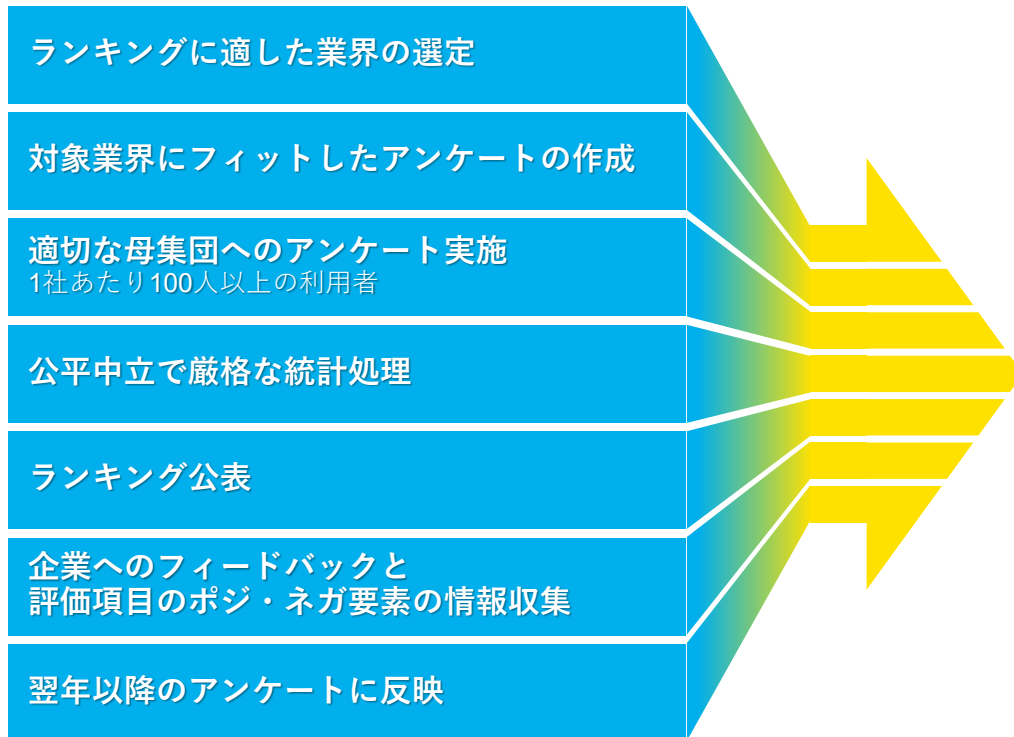 ランキングに適した業界の選定
対象業界にフィットしたアンケートの作成
適切な母集団へのアンケート実施
1社あたり100人以上の利用者
公平中立で厳格な統計処理
ランキング公表
企業へのフィードバックと
評価項目のポジ・ネガ要素の情報収集
翌年以降のアンケートに反映